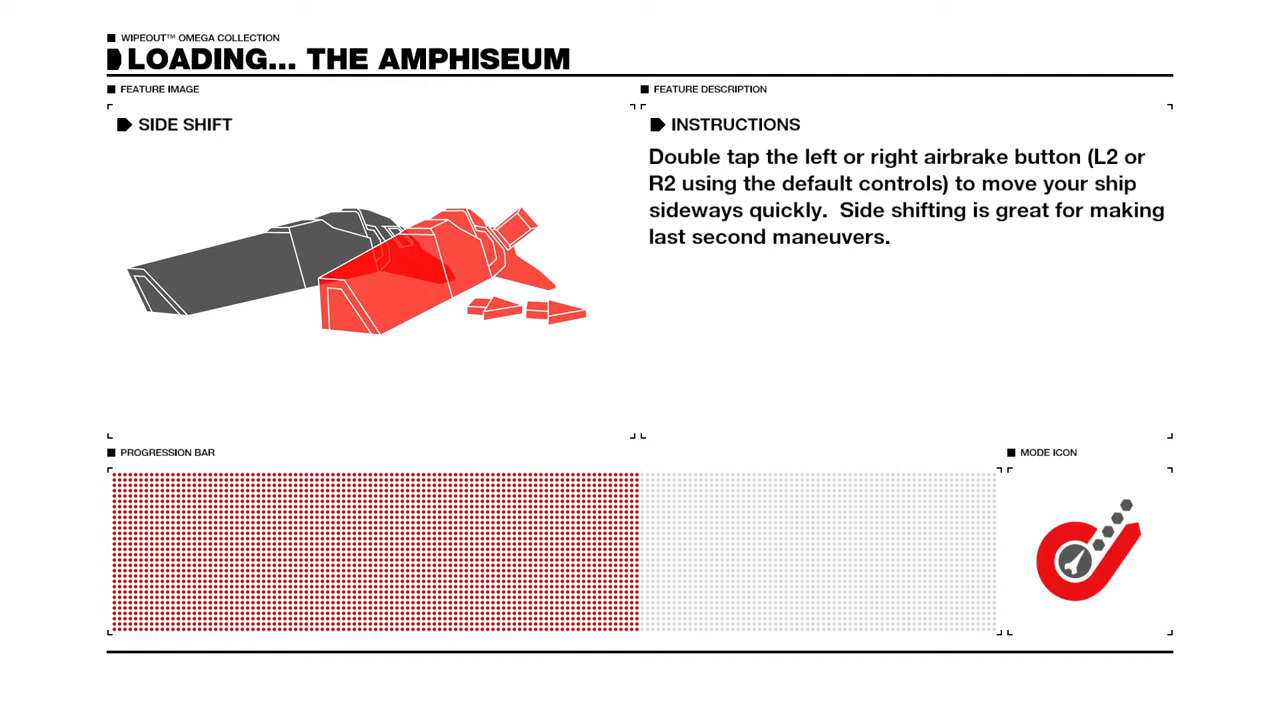 WIPEOUT™ OMEGA COLLECTION
LOADING... THE AMPHISEUM
FEATURE IMAGE
SIDE SHIFT
FEATURE DESCRIPTION
INSTRUCTIONS
Double tap the left or right airbrake button (L2 or
R2 using the default controls) to move your ship
sideways quickly.  Side shifting is great for making
last second maneuvers.
PROGRESSION BAR
MODE ICON